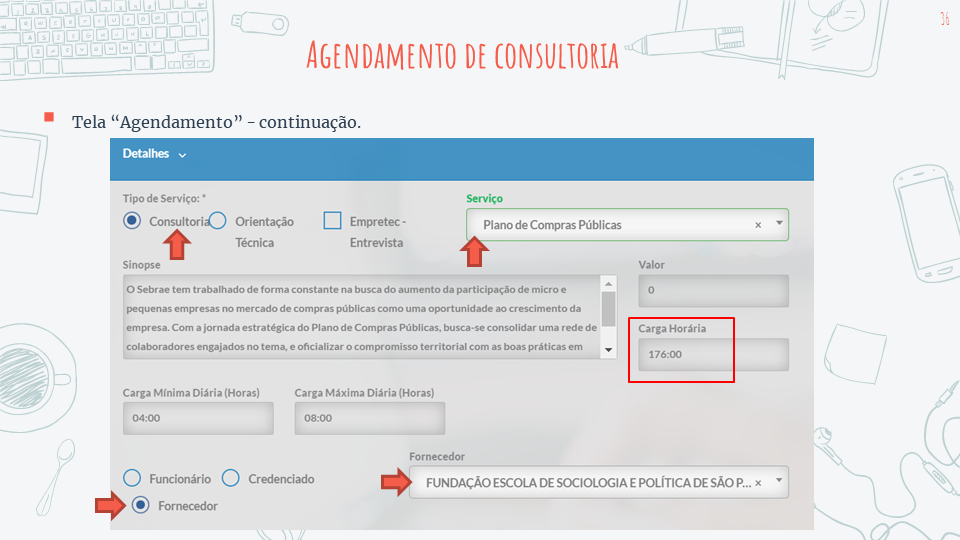 36
Agendamento de consultoria
Tela “Agendamento” - continuação.
Detalhes
Tipo de Serviço: *
Serviço
Consultoria
Orientação
Técnica
Empretec -
Entrevista
Plano de Compras Públicas ×
Sinopse
Valor
O Sebrae tem trabalhado de forma constante na busca do aumento da participação de micro e
pequenas empresas no mercado de compras públicas como uma oportunidade ao crescimento da
empresa. Com a jornada estratégica do Plano de Compras Públicas, busca-se consolidar uma rede de
colaboradores engajados no tema, e oficializar o compromisso territorial com as boas práticas em
0
Carga Horária
176:00
Carga Mínima Diária (Horas)
Carga Máxima Diária (Horas)
04:00
08:00
Fornecedor
Funcionário
Credenciado
FUNDAÇÃO ESCOLA DE SOCIOLOGIA E POLÍTICA DE SÃO P... ×
Fornecedor